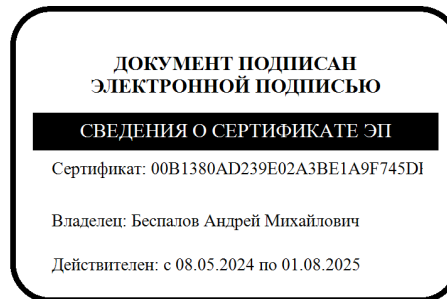 ДОКУМЕНТ ПОДПИСАН
ЭЛЕКТРОННОЙ ПОДПИСЬЮ
СВЕДЕНИЯ О СЕРТИФИКАТЕ ЭП
Сертификат: 00B1380AD239E02A3BE1A9F745D
Владелец: Беспалов Андрей Михайлович
Действителен: с 08.05.2024 по 01.08.2025